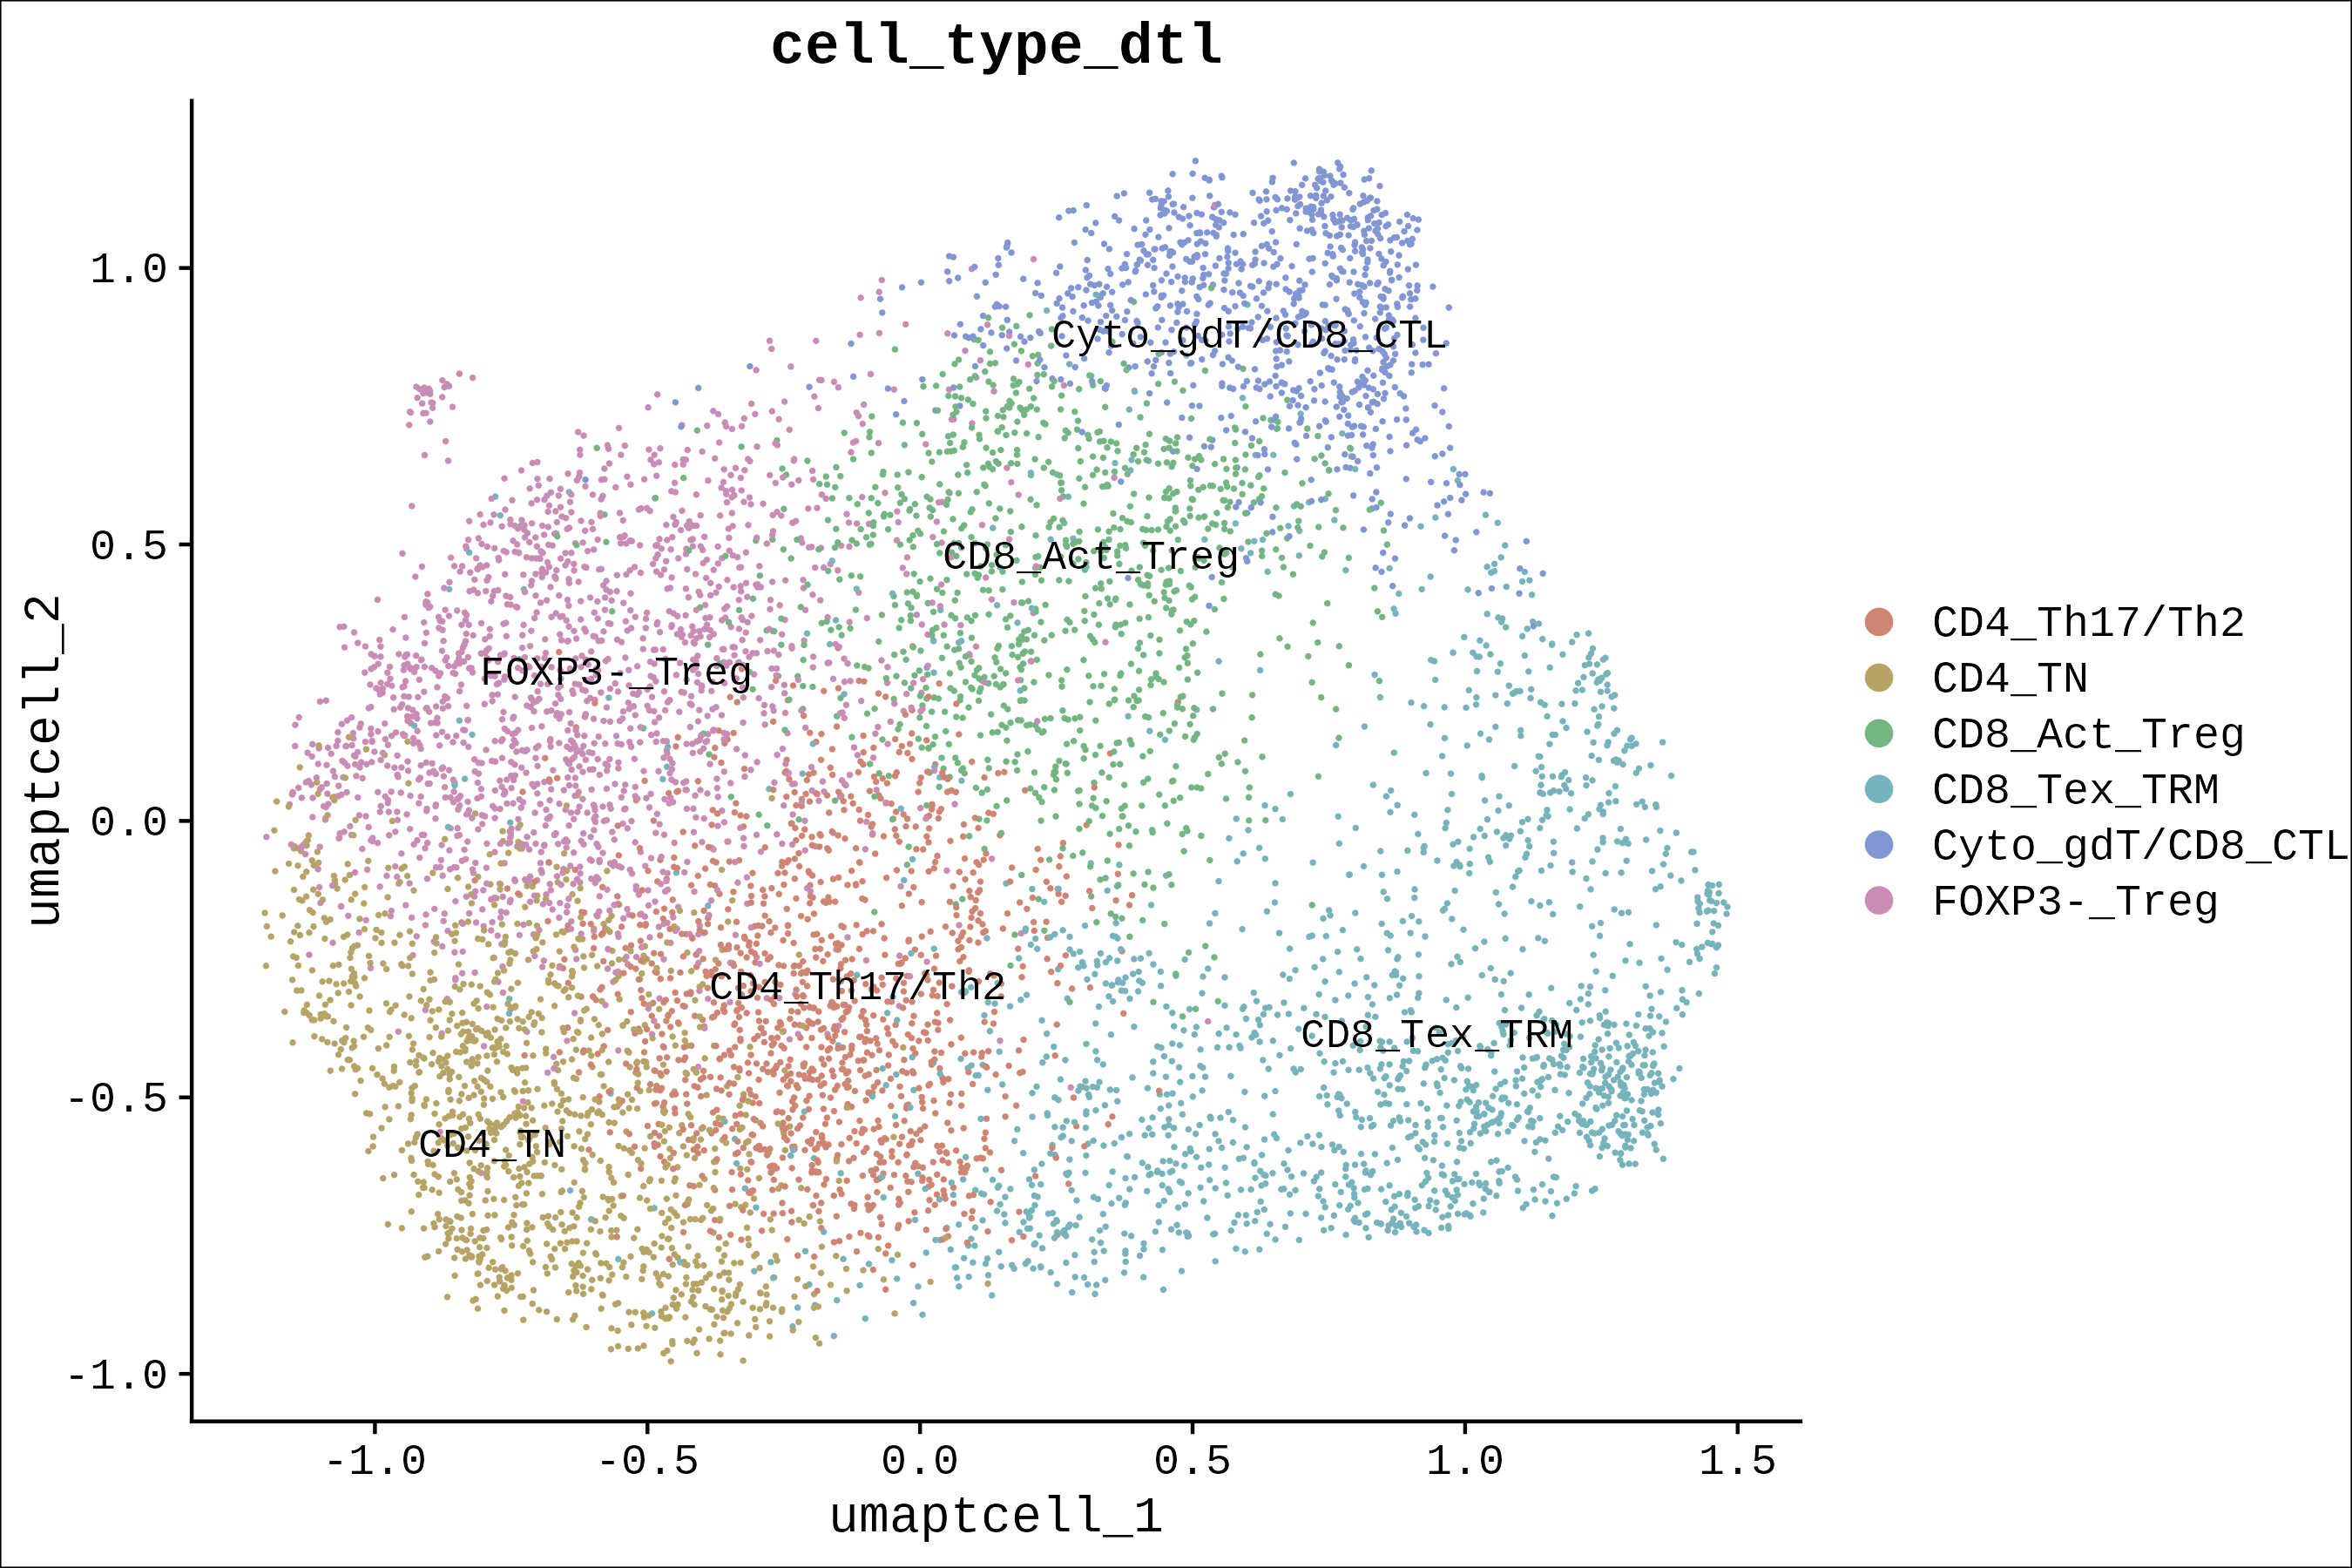 cell_type_dtl
umaptcell_2
1.0
0.5
0.0
-0.5
-1.0
Cyto_gdT/CD8_CTL
CD8_Act_Treg
FOXP3-_Treg
CD4_Th17/Th2
CD8_Tex_TRM
CD4_TN
CD4_Th17/Th2
CD4_TN
CD8_Act_Treg
CD8_Tex_TRM
Cyto_gdT/CD8_CTL
FOXP3-_Treg
-1.0
-0.5
0.0
0.5
1.0
1.5
umaptcell_1